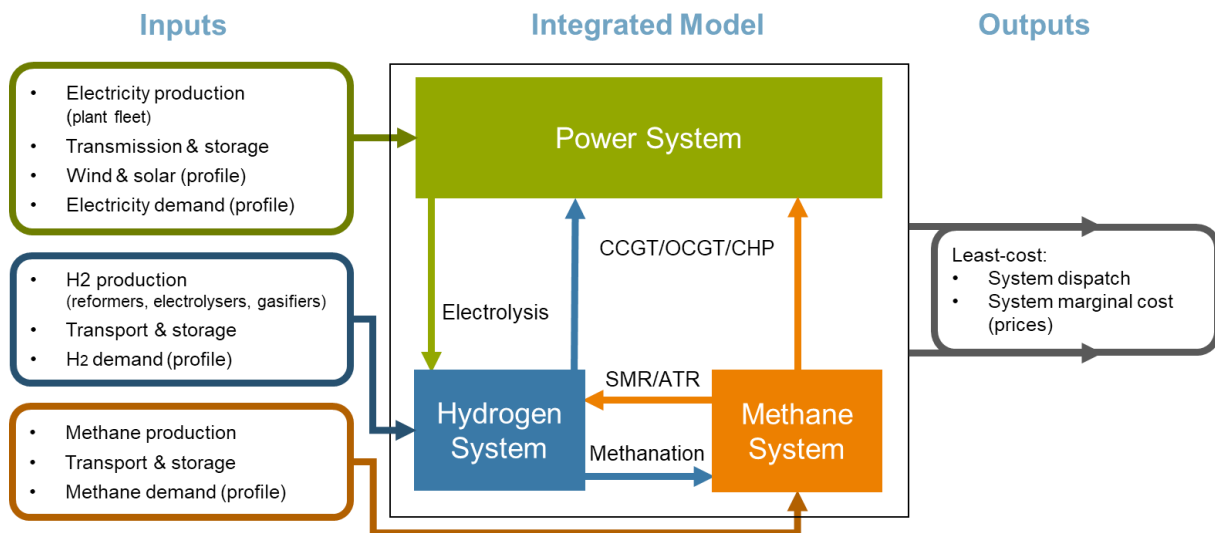 Inputs
Integrated Model
Outputs
• Electricity production
(plant fleet)
• Transmission & storage
• Wind & solar (profile)
• Electricity demand (profile)
• H2 production
(reformers, electrolysers, gasifiers)
• Transport & storage
• H2 demand (profile)
• Methane production
• Transport & storage
• Methane demand (profile)
Power System
CCGT/OCGT/CHP
Electrolysis
SMR/ATR
Hydrogen
System
Methanation
Methane
System
Least-cost:
• System dispatch
• System marginal cost
(prices)